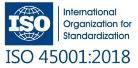 ISO
International
Organization for
Standardization
ISO 45001:2018